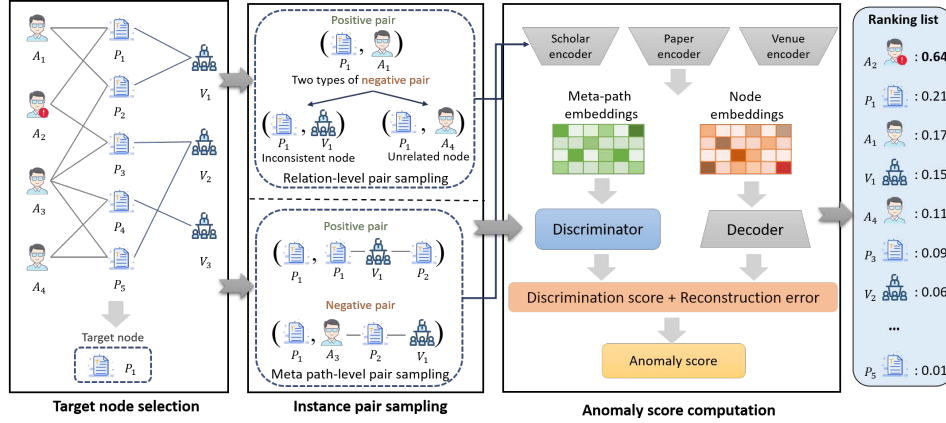 A1
A2
A3
A4
P1
P2
P3
P4
P5
V1
V2
V3
Target node
P1
Target node selection
Positive pair
( P1 , A1 )
Two types of negative pair
( P1 , V1 )
Inconsistent node
( P1 , A4 )
Unrelated node
Relation-level pair sampling
Positive pair
( P1 , P1 V1 P2 )
Negative pair
( P1 , A3 P2 V1 )
Meta path-level pair sampling
Instance pair sampling
Scholar encoder
Paper encoder
Venue encoder
Meta-path
embeddings
Node
embeddings
Discriminator
Decoder
Discrimination score + Reconstruction error
Anomaly score
Anomaly score computation
Ranking list
A2 : 0.64
P1 : 0.21
A1 : 0.17
V1 : 0.15
A4 : 0.11
P3 : 0.09
V2 : 0.06
...
P5 : 0.01